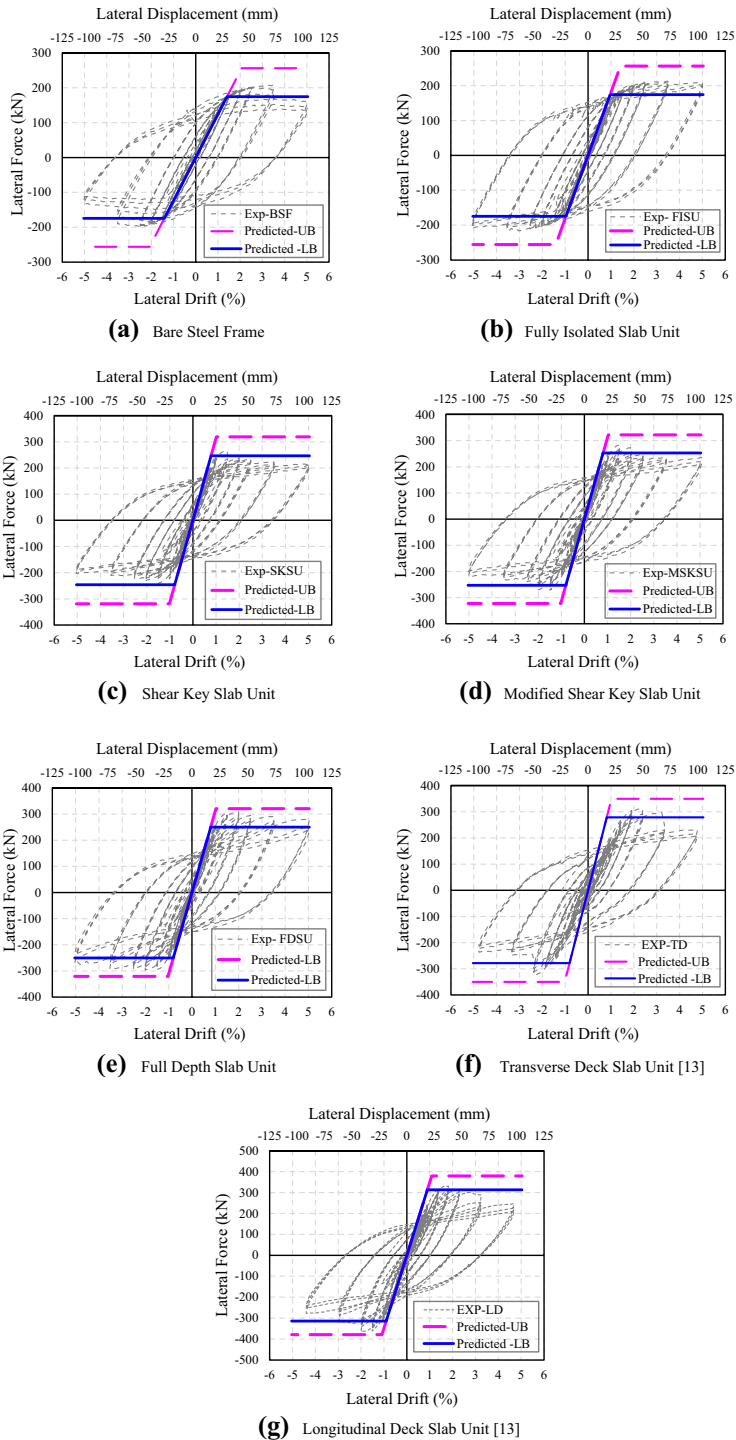 Lateral Displacement (mm)
-125 -100 -75 -50 -25 0 25 50 75 100 125
300
200
100
0
-100
-200
-300
Lateral Force (kN)
Exp-BSF
Predicted-UB
Predicted -LB
-6 -5 -4 -3 -2 -1 0 1 2 3 4 5 6
Lateral Drift (%)
(a) Bare Steel Frame
Lateral Displacement (mm)
-125 -100 -75 -50 -25 0 25 50 75 100 125
300
200
100
0
-100
-200
-300
Lateral Force (kN)
Exp- FISU
Predicted-UB
Predicted -LB
-6 -5 -4 -3 -2 -1 0 1 2 3 4 5 6
Lateral Drift (%)
(b) Fully Isolated Slab Unit
Lateral Displacement (mm)
-125 -100 -75 -50 -25 0 25 50 75 100 125
400
300
200
100
0
-100
-200
-300
-400
Lateral Force (kN)
Exp-SKSU
Predicted-UB
Predicted-LB
-6 -5 -4 -3 -2 -1 0 1 2 3 4 5 6
Lateral Drift (%)
(c) Shear Key Slab Unit
Lateral Displacement (mm)
-125 -100 -75 -50 -25 0 25 50 75 100 125
400
300
200
100
0
-100
-200
-300
-400
Lateral Force (kN)
Exp-MSKSU
Predicted-UB
Predicted-LB
-6 -5 -4 -3 -2 -1 0 1 2 3 4 5 6
Lateral Drift (%)
(d) Modified Shear Key Slab Unit
Lateral Displacement (mm)
-125 -100 -75 -50 -25 0 25 50 75 100 125
400
300
200
100
0
-100
-200
-300
-400
Lateral Force (kN)
Exp- FDSU
Predicted-LB
Predicted-LB
-6 -5 -4 -3 -2 -1 0 1 2 3 4 5 6
Lateral Drift (%)
(e) Full Depth Slab Unit
Lateral Displacement (mm)
-125 -100 -75 -50 -25 0 25 50 75 100 125
400
300
200
100
0
-100
-200
-300
-400
Lateral Force (kN)
EXP-TD
Predicted-UB
Predicted -LB
-6 -5 -4 -3 -2 -1 0 1 2 3 4 5 6
Lateral Drift (%)
(f) Transverse Deck Slab Unit [13]
Lateral Displacement (mm)
-125 -100 -75 -50 -25 0 25 50 75 100 125
500
400
300
200
100
0
-100
-200
-300
-400
-500
Lateral Force (kN)
EXP-LD
Predicted-UB
Predicted -LB
-6 -5 -4 -3 -2 -1 0 1 2 3 4 5 6
Lateral Drift (%)
(g) Longitudinal Deck Slab Unit [13]